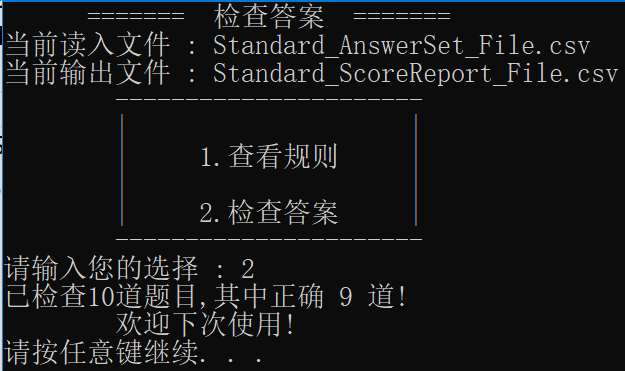 ======= 检查答案 =======
当前读入文件 : Standard_AnswerSet_File.csv
当前输出文件 : Standard_ScoreReport_File.csv
----------------------
1.查看规则
2.检查答案
----------------------
请输入您的选择 : 2
已检查10道题目,其中正确 9 道!
欢迎下次使用!
请按任意键继续. . .